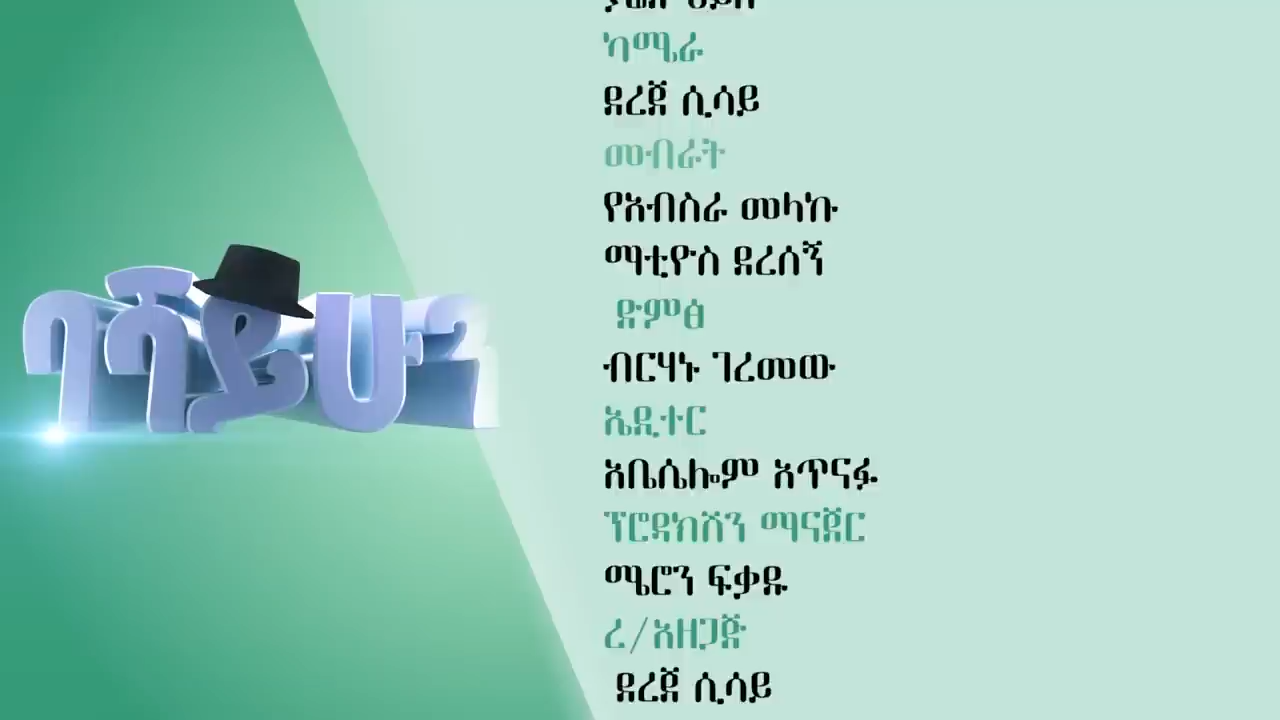 ባሻይሁን
ካሜራ
ደረጀ ሲሳይ
መብራት
የአብስራ መላኩ
ማቲዮስ ደረሰኝ
ድምፅ
ብርሃኑ ገረመው
ኤዲተር
አቤሴሎም አጥናፉ
ፕሮዳክሽን ማናጀር
ሜሮን ፍቃዱ
ረ/አዘጋጅ
ደረጀ ሲሳይ